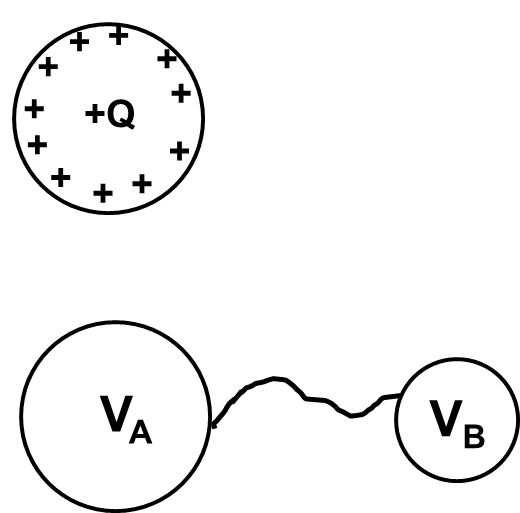 + + + + + + + + + + + +
+Q
V_A V_B